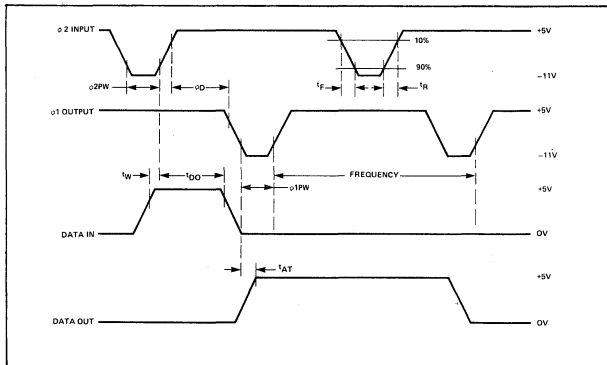 φ2 INPUT
+5V
10%
90%
-11V
φ2PW
φD
tF
tR
φ1 OUTPUT
+5V
-11V
tW
tDO
φ1PW
FREQUENCY
+5V
DATA IN
0V
tAT
+5V
DATA OUT
0V